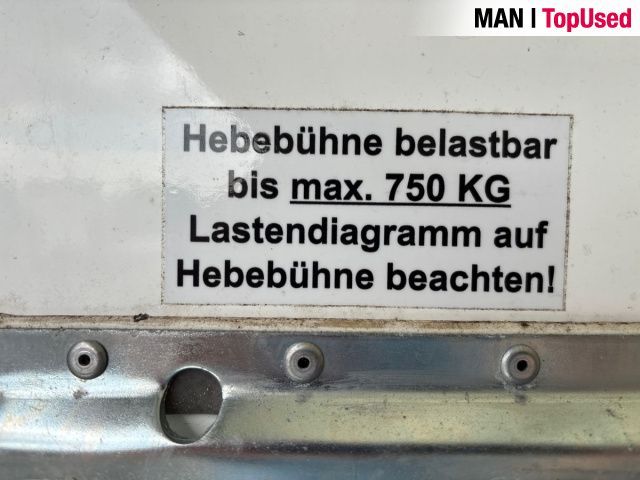 MAN | TopUsed
Hebebühne belastbar
bis max. 750 KG
Lastendiagramm auf
Hebebühne beachten!